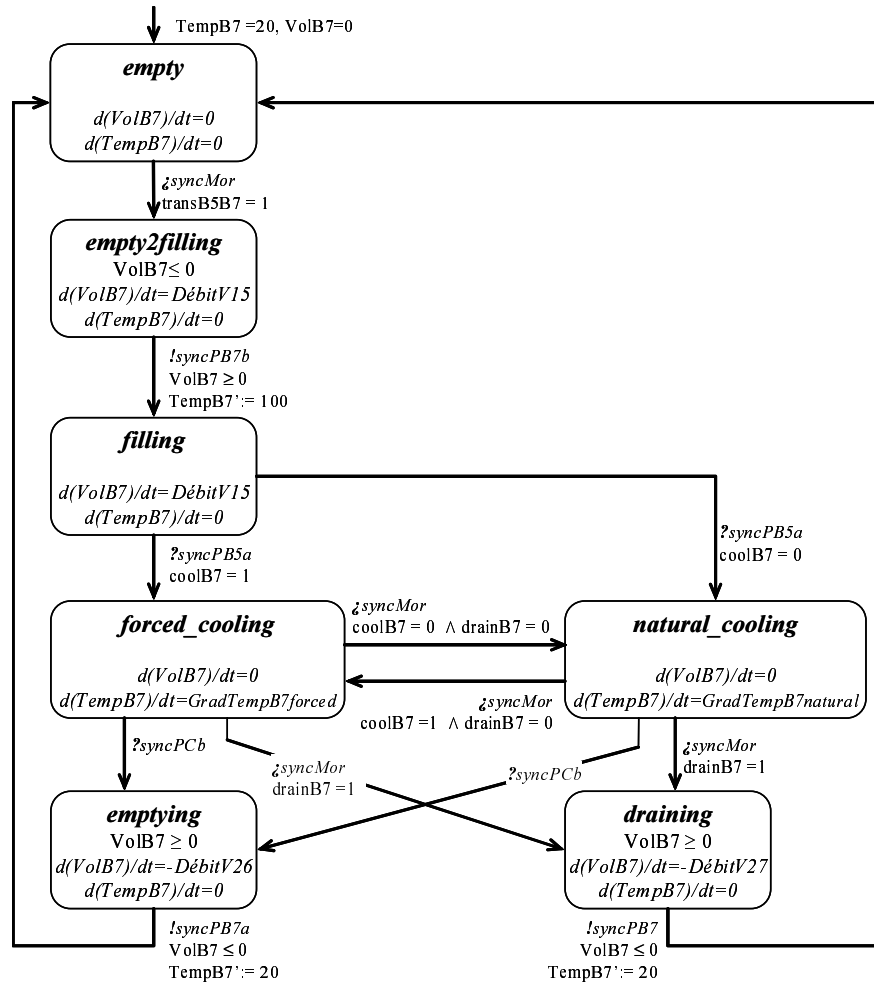 TempB7 =20, VolB7=0
empty
d(VolB7)/dt=0
d(TempB7)/dt=0
¿syncMor
transB5B7 = 1
empty2filling
VolB7≤ 0
d(VolB7)/dt=DébitV15
d(TempB7)/dt=0
!syncPB7b
VolB7 ≥ 0
TempB7':= 100
filling
d(VolB7)/dt=DébitV15
d(TempB7)/dt=0
?syncPB5a
coolB7 = 1
?syncPB5a
coolB7 = 0
forced_cooling
d(VolB7)/dt=0
d(TempB7)/dt=GradTempB7forced
¿syncMor
coolB7 = 0 ∧ drainB7 = 0
natural_cooling
d(VolB7)/dt=0
d(TempB7)/dt=GradTempB7natural
¿syncMor
coolB7 =1 ∧ drainB7 = 0
?syncPCb
¿syncMor
drainB7 =1
?syncPCb
¿syncMor
drainB7 =1
emptying
VolB7 ≥ 0
d(VolB7)/dt=-DébitV26
d(TempB7)/dt=0
draining
VolB7 ≥ 0
d(VolB7)/dt=-DébitV27
d(TempB7)/dt=0
!syncPB7a
VolB7 ≤ 0
TempB7':= 20
!syncPB7
VolB7 ≤ 0
TempB7':= 20